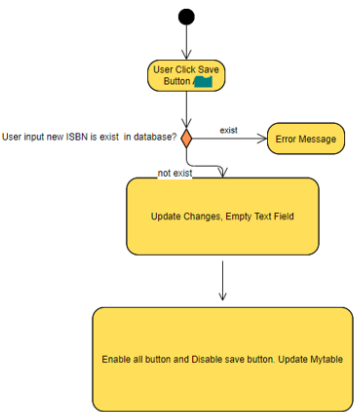 User Click Save
Button
User input new ISBN is exist in database?
exist
Error Message
not exist
Update Changes, Empty Text Field
Enable all button and Disable save button. Update Mytable